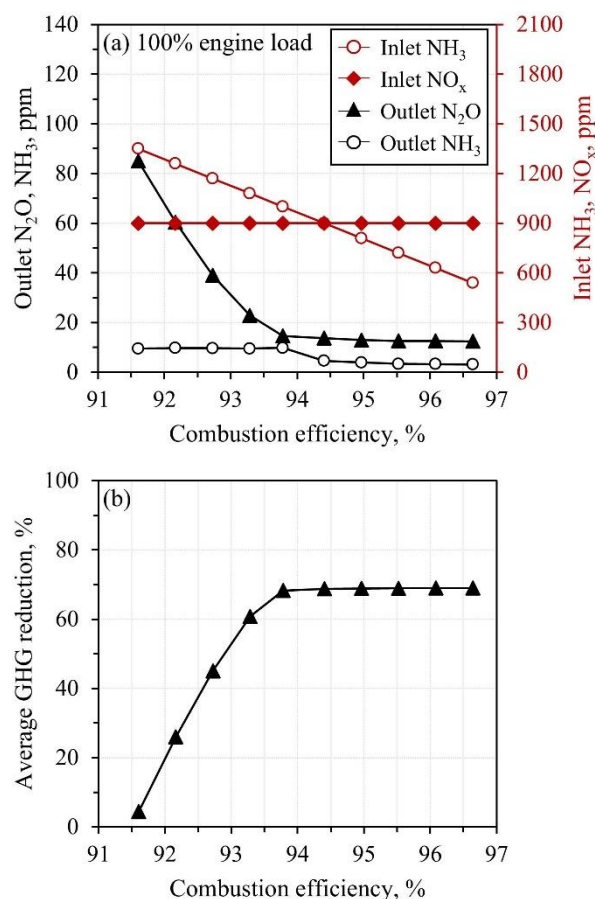 (a) 100% engine load
Inlet NH₃
Inlet NOₓ
Outlet N₂O
Outlet NH₃
Outlet N₂O, NH₃, ppm
140
120
100
80
60
40
20
0
2100
1800
1500
1200
900
600
300
0
Inlet NH₃, NOₓ, ppm
91 92 93 94 95 96 97
Combustion efficiency, %
(b)
Average GHG reduction, %
100
80
60
40
20
0
91 92 93 94 95 96 97
Combustion efficiency, %